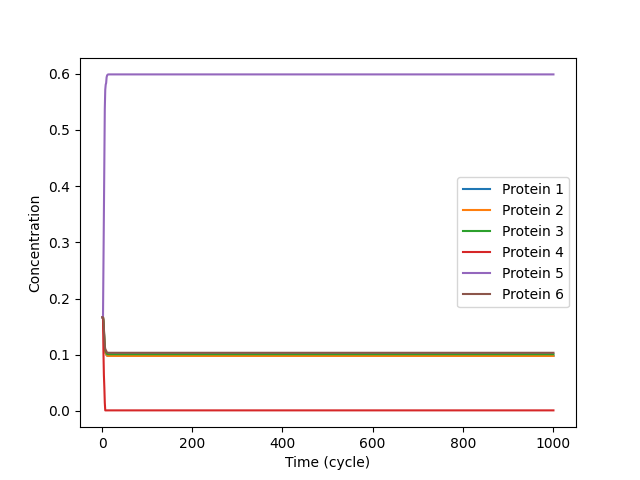 0.6
0.5
0.4
0.3
0.2
0.1
0.0
Concentration
0
200
400
600
800
1000
Time (cycle)
Protein 1
Protein 2
Protein 3
Protein 4
Protein 5
Protein 6